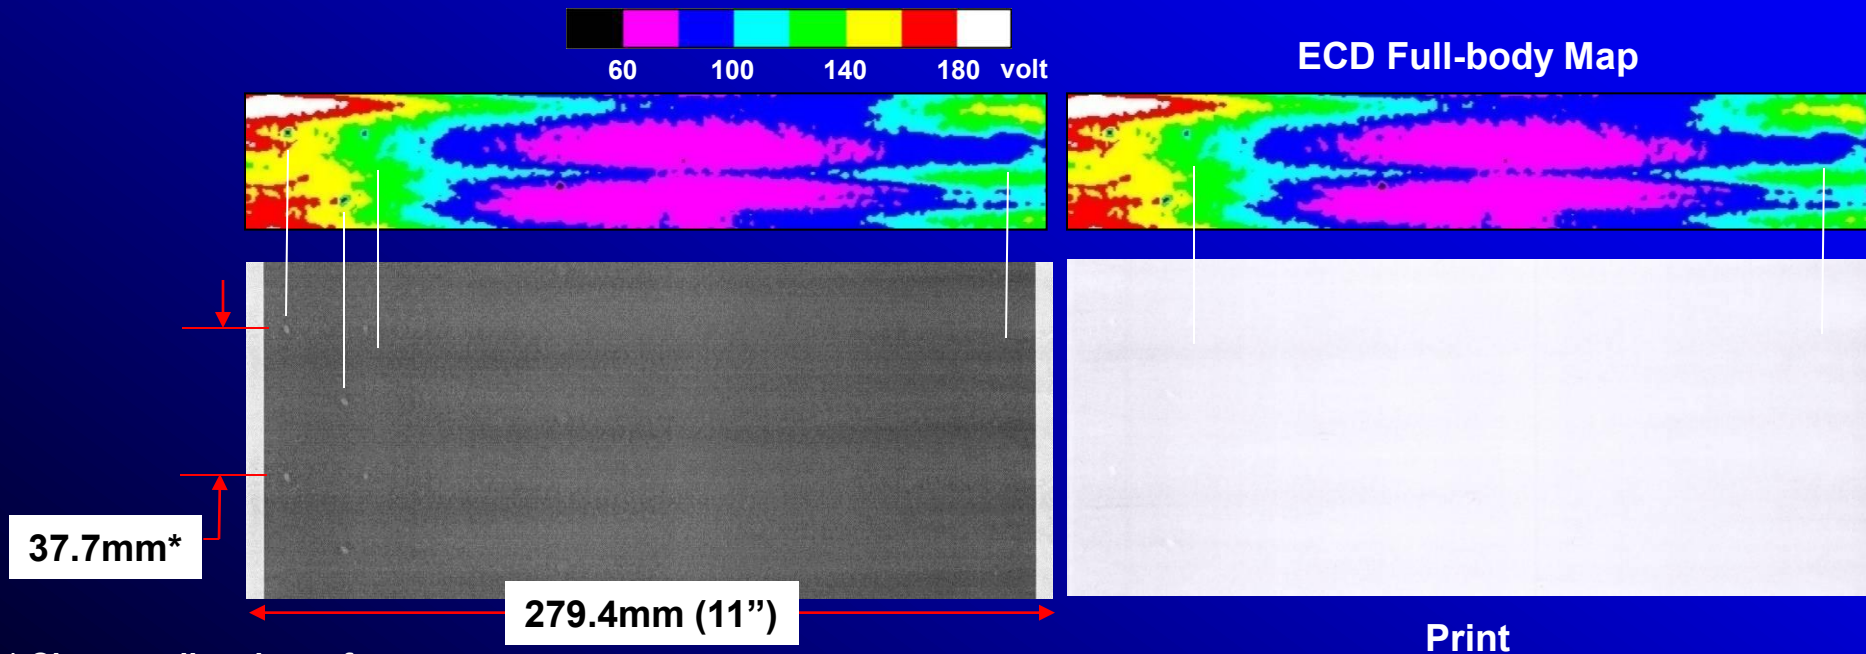 60 100 140 180 volt
ECD Full-body Map
37.7mm*
279.4mm (11”)
Print